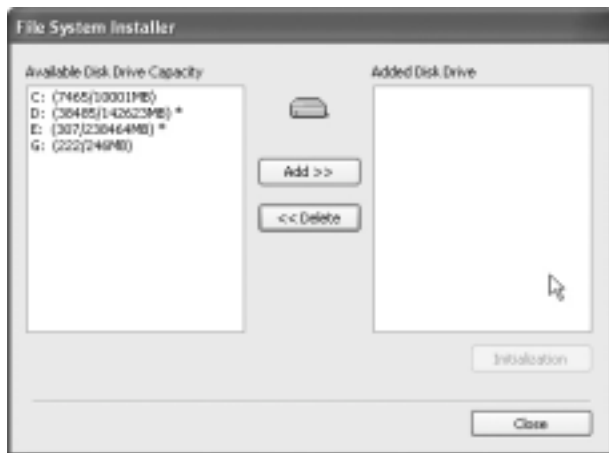 File System Installer
Available Disk Drive Capacity
Added Disk Drive
C: (7465/10001MB)
D: (38485/142623MB) *
E: (307/238464MB) *
G: (222/246MB)
Add >>
<< Delete
Initialization
Close